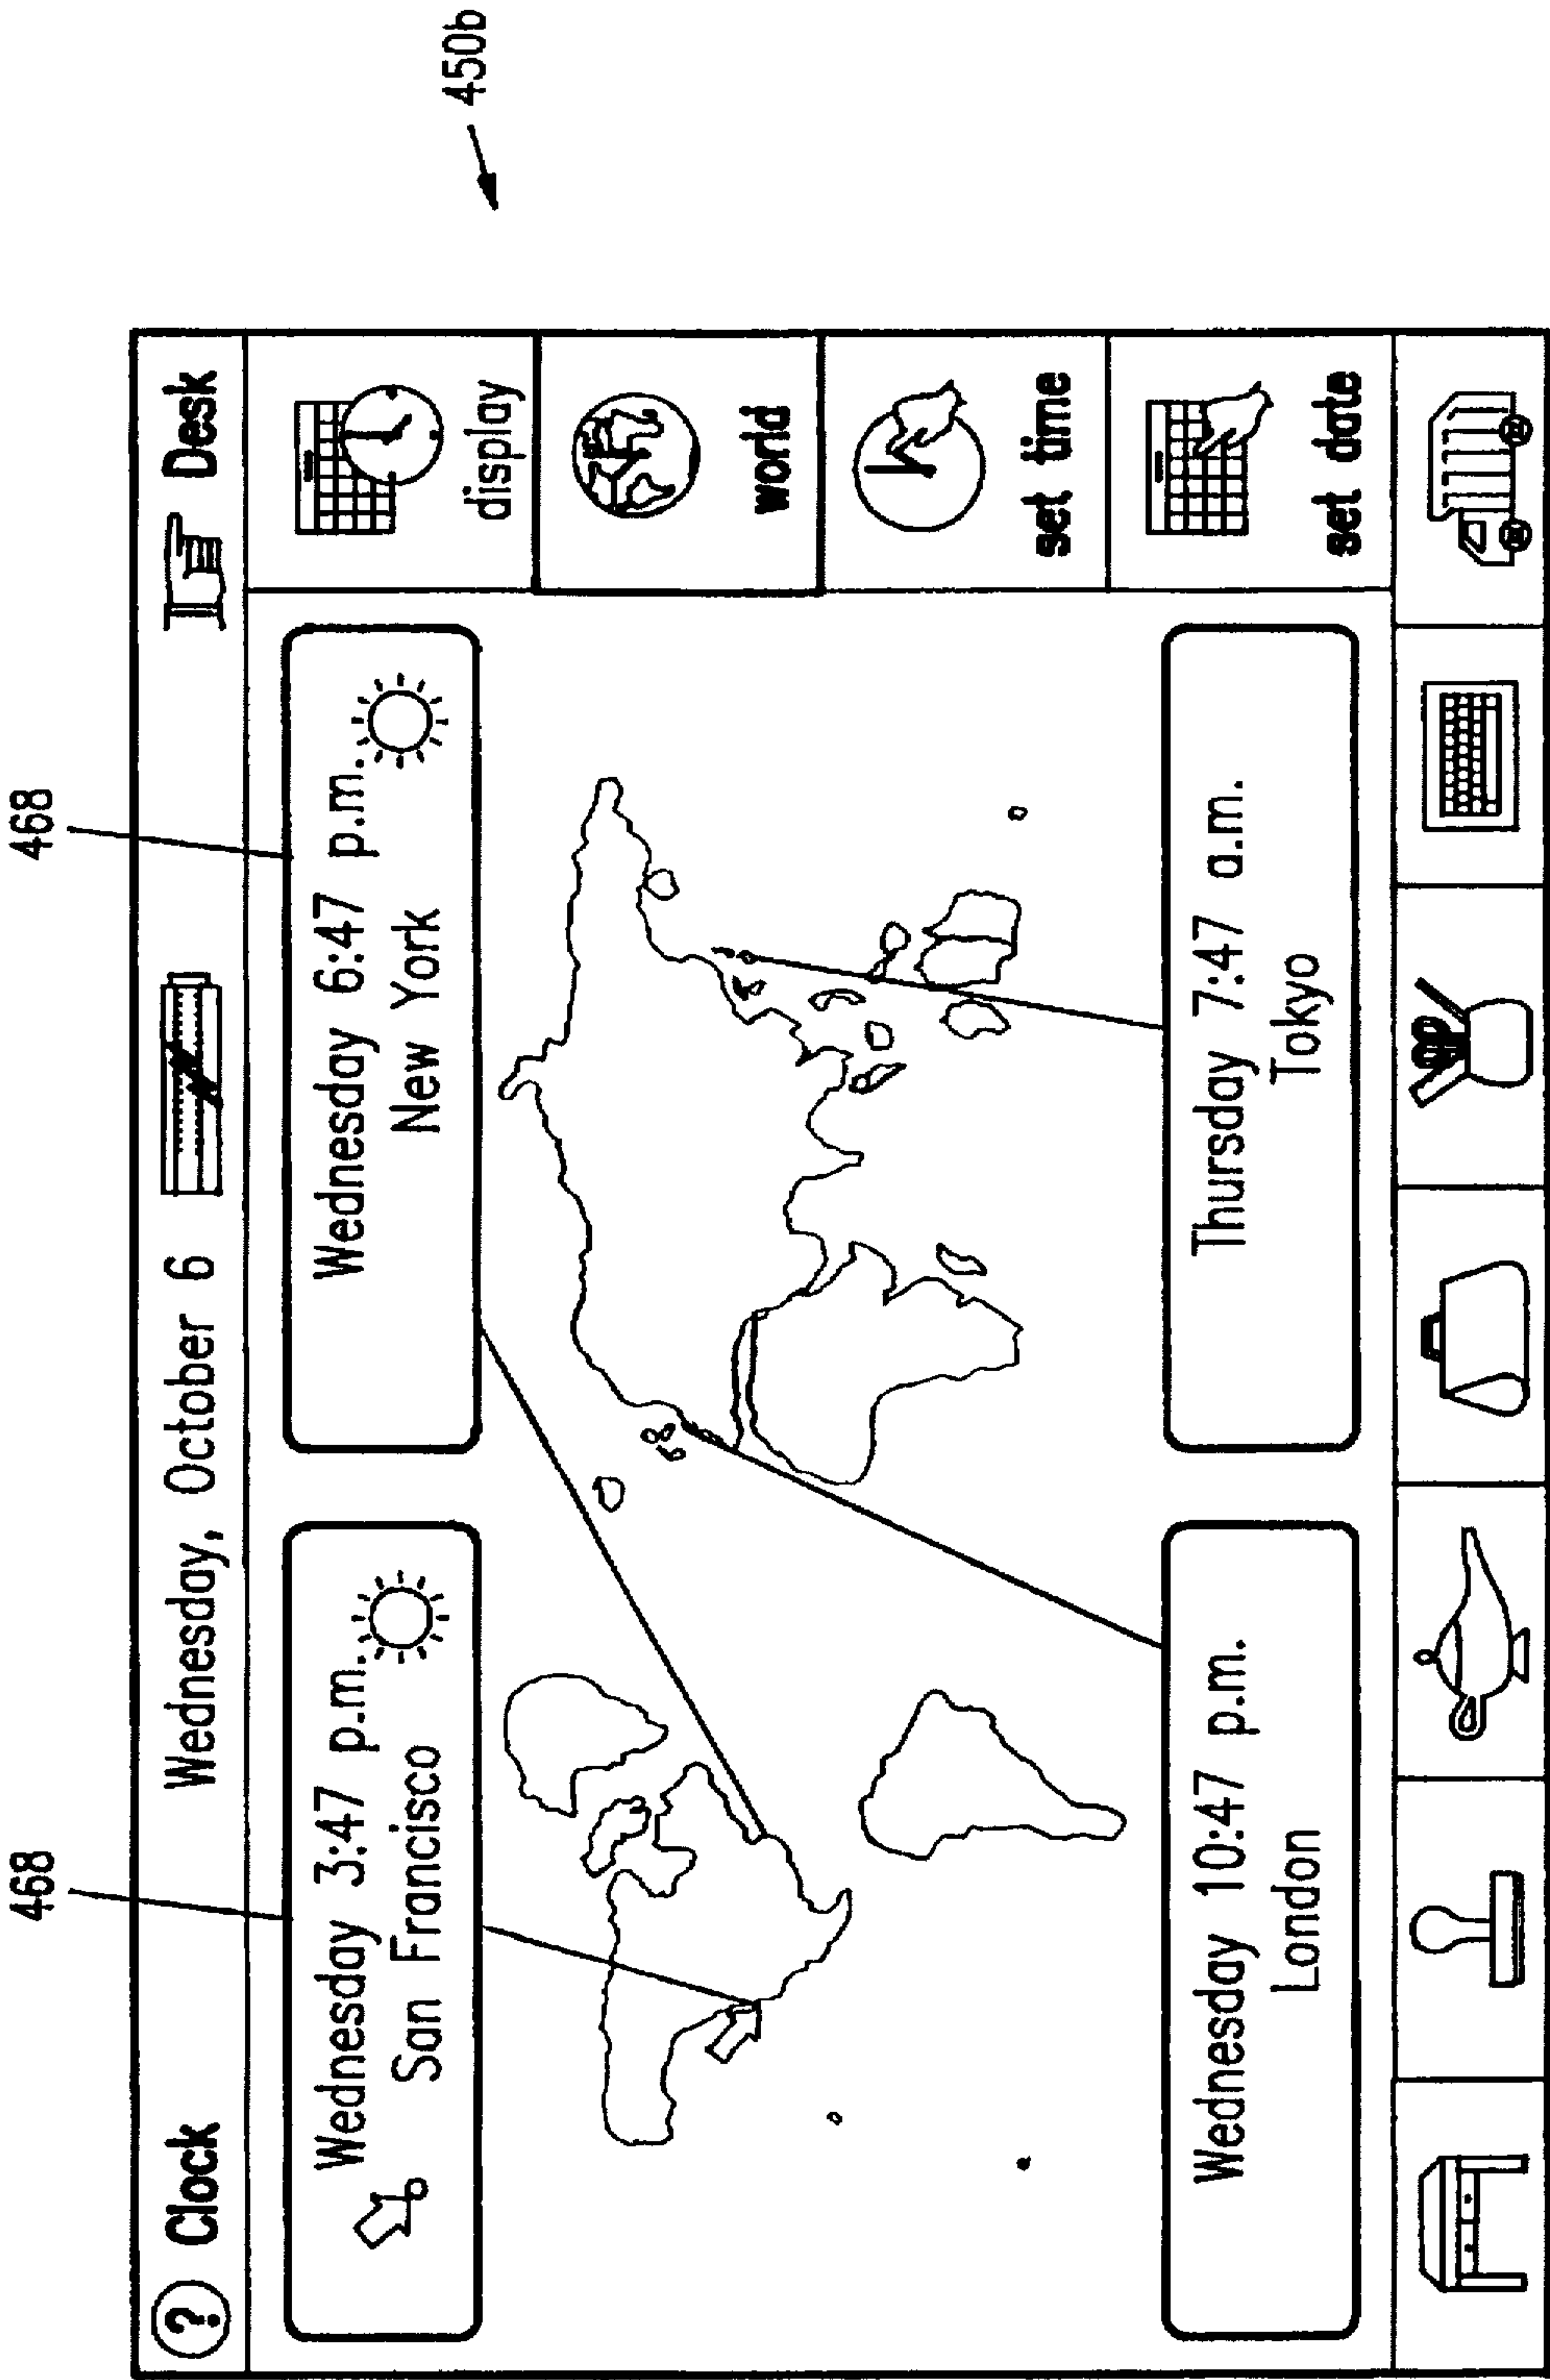 468
468
450b
? Clock
Wednesday, October 6
Desk
Wednesday 3:47 p.m.
San Francisco
Wednesday 6:47 p.m.
New York
display
world
set time
set date
Wednesday 10:47 p.m.
London
Thursday 7:47 a.m.
Tokyo